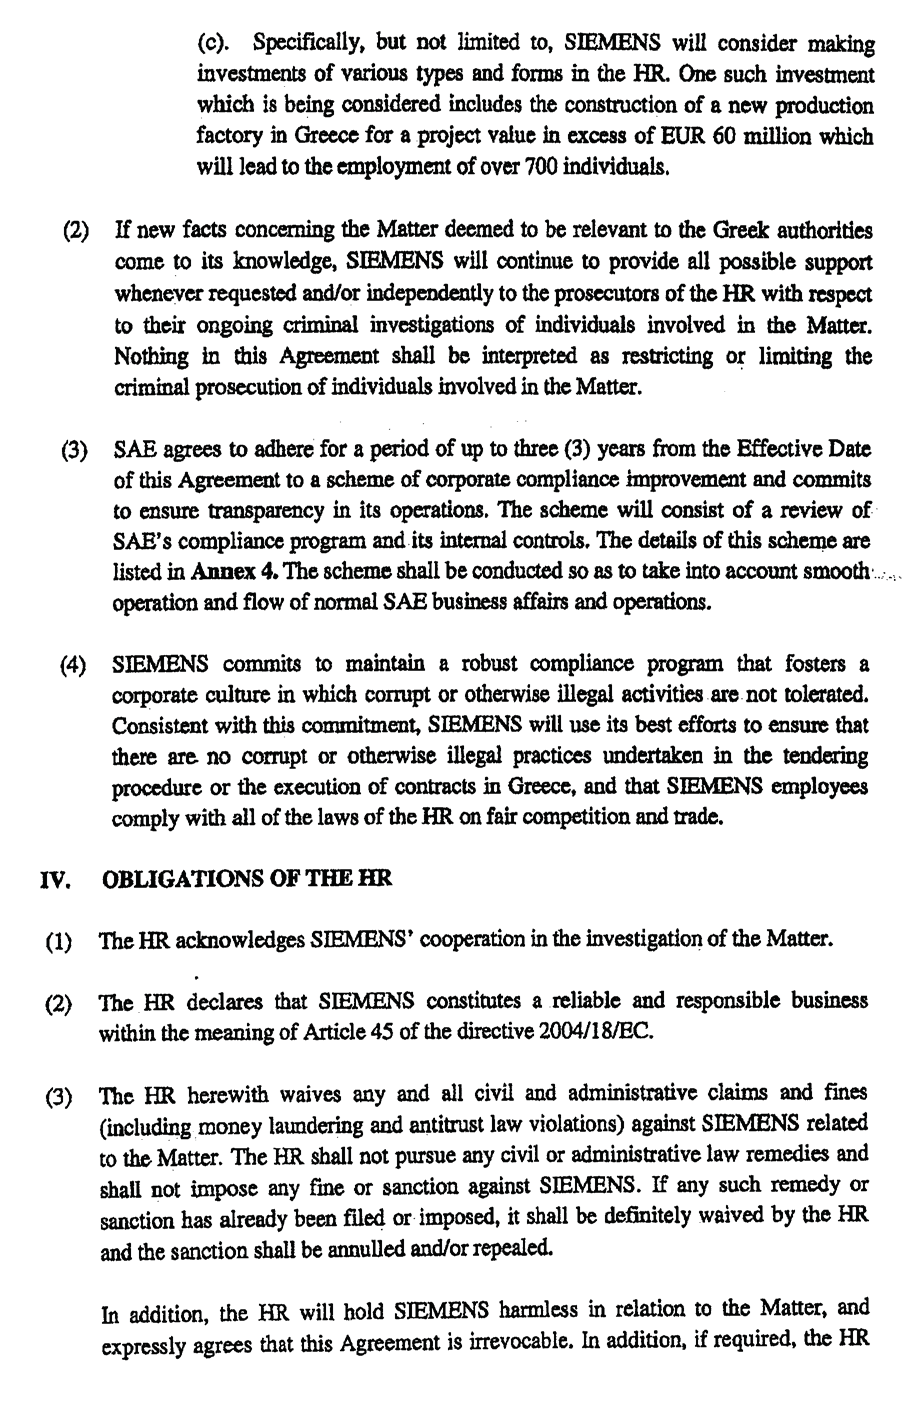 (c). Specifically, but not limited to, SIEMENS will consider making
investments of various types and forms in the HR. One such investment
which is being considered includes the construction of a new production
factory in Greece for a project value in excess of EUR 60 million which
will lead to the employment of over 700 individuals.
(2) If new facts concerning the Matter deemed to be relevant to the Greek authorities
come to its knowledge, SIEMENS will continue to provide all possible support
whenever requested and/or independently to the prosecutors of the HR with respect
to their ongoing criminal investigations of individuals involved in the Matter.
Nothing in this Agreement shall be interpreted as restricting or limiting the
criminal prosecution of individuals involved in the Matter.
(3) SAE agrees to adhere for a period of up to three (3) years from the Effective Date
of this Agreement to a scheme of corporate compliance improvement and commits
to ensure transparency in its operations. The scheme will consist of a review of
SAE's compliance program and its internal controls. The details of this scheme are
listed in Annex 4. The scheme shall be conducted so as to take into account smooth
operation and flow of normal SAE business affairs and operations.
(4) SIEMENS commits to maintain a robust compliance program that fosters a
corporate culture in which corrupt or otherwise illegal activities are not tolerated.
Consistent with this commitment, SIEMENS will use its best efforts to ensure that
there are no corrupt or otherwise illegal practices undertaken in the tendering
procedure or the execution of contracts in Greece, and that SIEMENS employees
comply with all of the laws of the HR on fair competition and trade.
IV. OBLIGATIONS OF THE HR
(1) The HR acknowledges SIEMENS' cooperation in the investigation of the Matter.
(2) The HR declares that SIEMENS constitutes a reliable and responsible business
within the meaning of Article 45 of the directive 2004/18/EC.
(3) The HR herewith waives any and all civil and administrative claims and fines
(including money laundering and antitrust law violations) against SIEMENS related
to the Matter. The HR shall not pursue any civil or administrative law remedies and
shall not impose any fine or sanction against SIEMENS. If any such remedy or
sanction has already been filed or imposed, it shall be definitely waived by the HR
and the sanction shall be annulled and/or repealed.
In addition, the HR will hold SIEMENS harmless in relation to the Matter, and
expressly agrees that this Agreement is irrevocable. In addition, if required, the HR